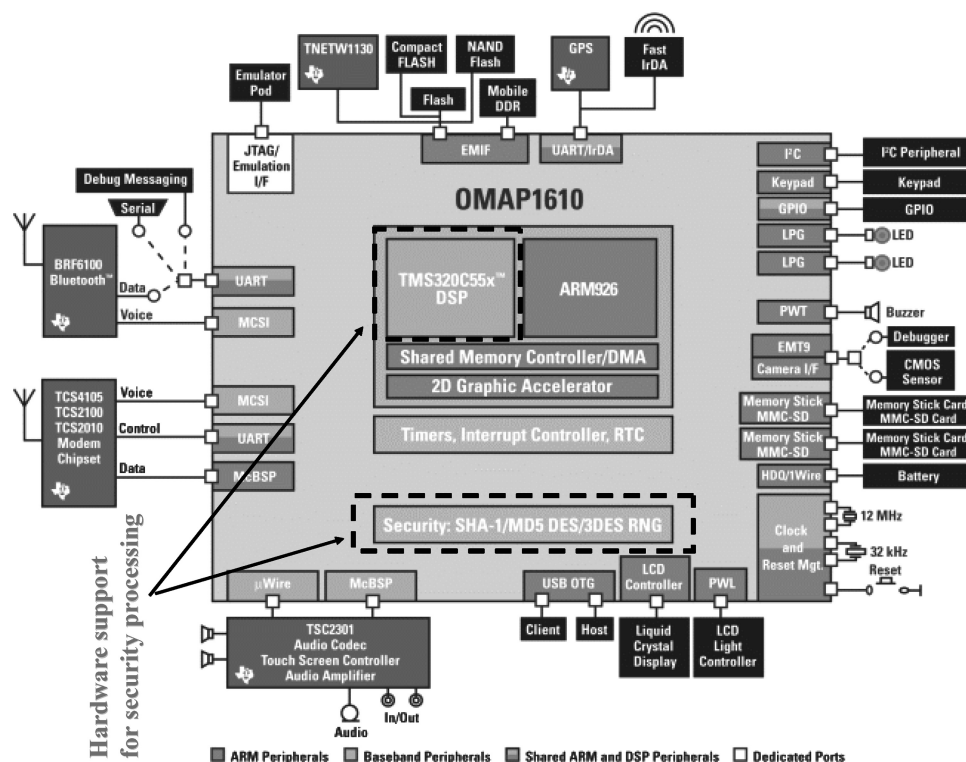 TNETW1130
Compact
FLASH
NAND
Flash
GPS
Fast
IrDA
Emulator
Pod
Flash
Mobile
DDR
JTAG/
Emulation
I/F
EMIF
UART/IrDA
I²C
I²C Peripheral
Debug Messaging
Keypad
Keypad
Serial
OMAP1610
GPIO
GPIO
LPG
LED
BRF6100
Bluetooth™
LPG
LED
Data
UART
TMS320C55x™
DSP
ARM926
Voice
MCSI
PWT
Buzzer
Shared Memory Controller/DMA
EMT9
Camera I/F
Debugger
CMOS
Sensor
2D Graphic Accelerator
TCS4105
TCS2100
TCS2010
Modem
Chipset
Voice
MCSI
Memory Stick
MMC-SD
Memory Stick Card
MMC-SD Card
Control
UART
Timers, Interrupt Controller, RTC
Memory Stick
MMC-SD
Memory Stick Card
MMC-SD Card
Data
McBSP
HDQ/1Wire
Battery
Security: SHA-1/MD5 DES/3DES RNG
Clock
and
Reset Mgt.
12 MHz
32 kHz
Reset
Hardware support
for security processing
µWire
McBSP
USB OTG
LCD
Controller
PWL
TSC2301
Audio Codec
Touch Screen Controller
Audio Amplifier
Client
Host
Liquid
Crystal
Display
LCD
Light
Controller
In/Out
Audio
ARM Peripherals
Baseband Peripherals
Shared ARM and DSP Peripherals
Dedicated Ports